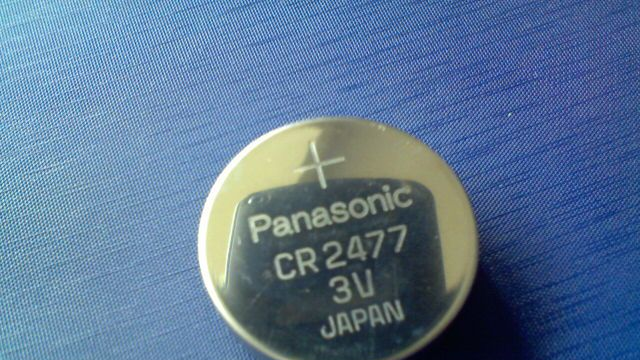 +
Panasonic
CR2477
3V
JAPAN